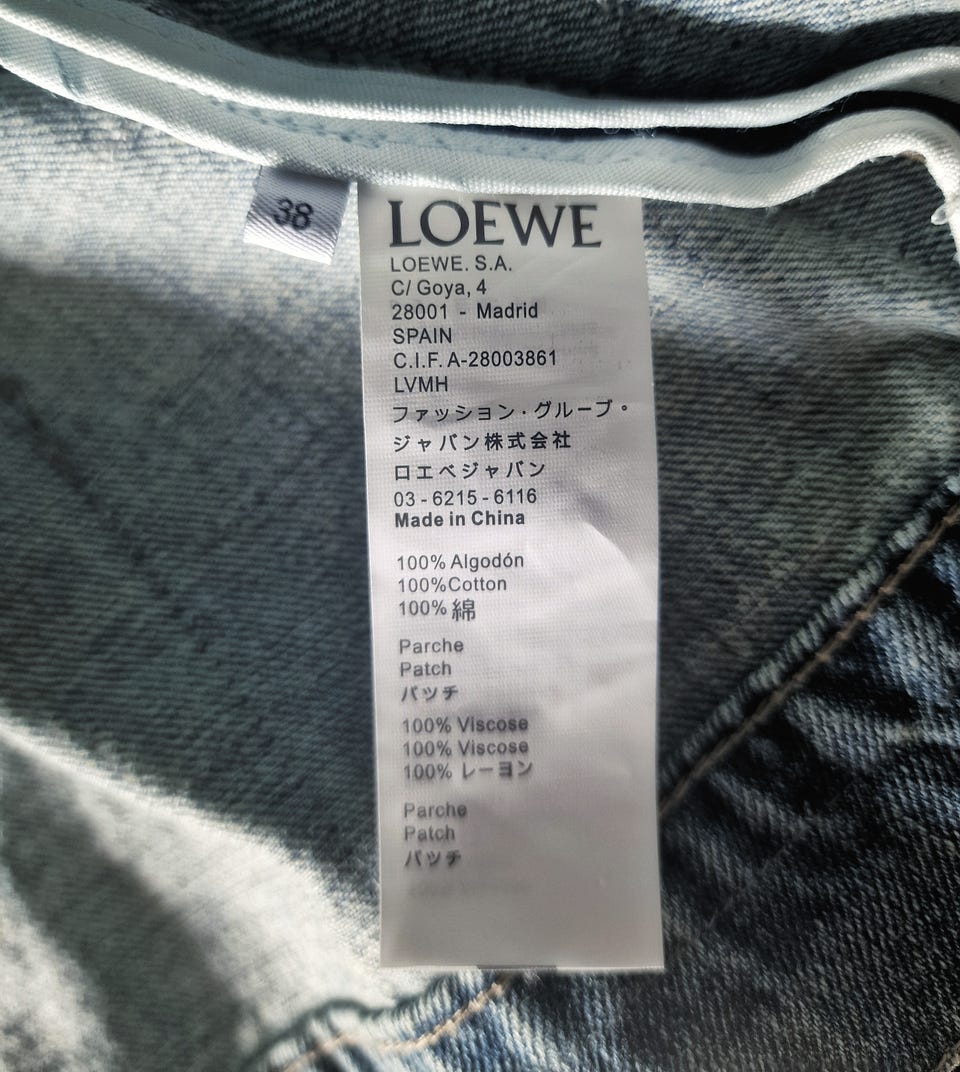 38
LOEWE
LOEWE. S.A.
C/ Goya, 4
28001 - Madrid
SPAIN
C.I.F. A-28003861
LVMH
ファッション・グループ。
ジャパン株式会社
ロエベジャパン
03 - 6215 - 6116
Made in China
100% Algodón
100%Cotton
100% 綿
Parche
Patch
パッチ
100% Viscose
100% Viscose
100% レーヨン
Parche
Patch
パッチ